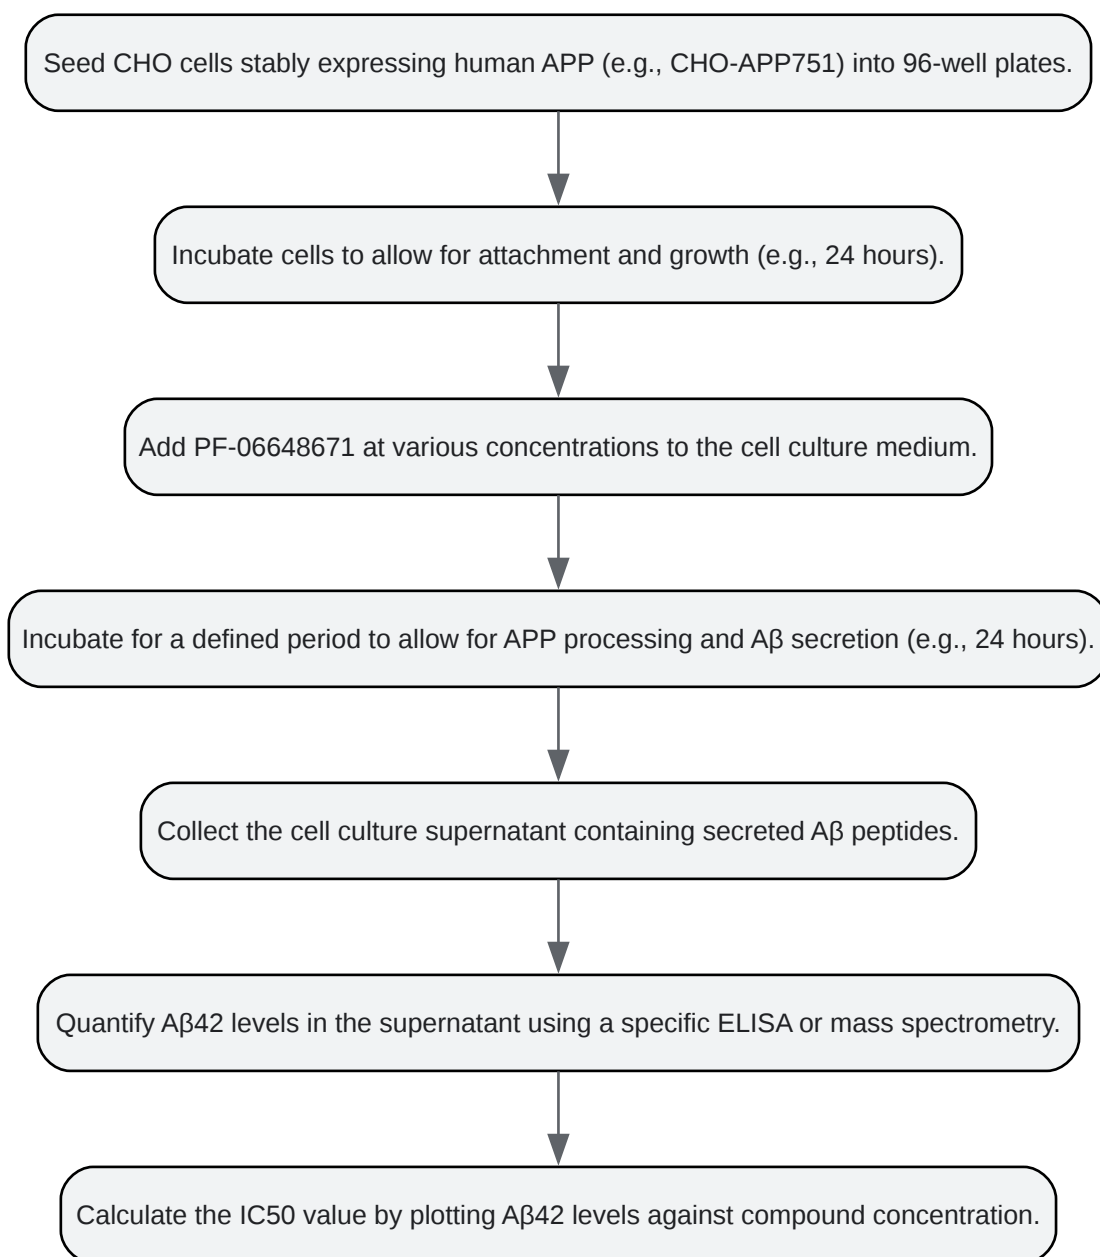 Seed CHO cells stably expressing human APP (e.g., CHO-APP751) into 96-well plates.
Incubate cells to allow for attachment and growth (e.g., 24 hours).
Add PF-06648671 at various concentrations to the cell culture medium.
Incubate for a defined period to allow for APP processing and Aβ secretion (e.g., 24 hours).
Collect the cell culture supernatant containing secreted Aβ peptides.
Quantify Aβ42 levels in the supernatant using a specific ELISA or mass spectrometry.
Calculate the IC50 value by plotting Aβ42 levels against compound concentration.